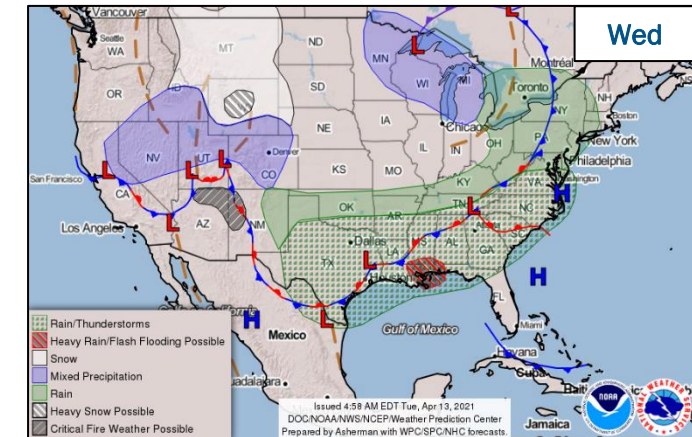 Wed
Vancouver
Seattle
WA
MT
ND
MN
Montréal
OR
ID
SD
WI
MI
Toronto
NY
NH
Boston
NE
IA
Chicago
PA
New York
NV
UT
Denver
CO
KS
MO
IL
IN
OH
Philadelphia
San Francisco
CA
KY
VA
Washington
Los Angeles
AZ
NM
OK
AR
TN
NC
Dallas
TX
LA
AL
GA
SC
Houston
FL
L
L
L
L
L
L
L
L
L
L
H
H
H
Mexico
Gulf of Mexico
Miami
Havana
Cuba
Jamaica
Rain/Thunderstorms
Heavy Rain/Flash Flooding Possible
Snow
Mixed Precipitation
Rain
Heavy Snow Possible
Critical Fire Weather Possible
Issued 4:58 AM EDT Tue, Apr 13, 2021
DOC/NOAA/NWS/NCEP/Weather Prediction Center
Prepared by Asherman with WPC/SPC/NHC forecasts.
NOAA